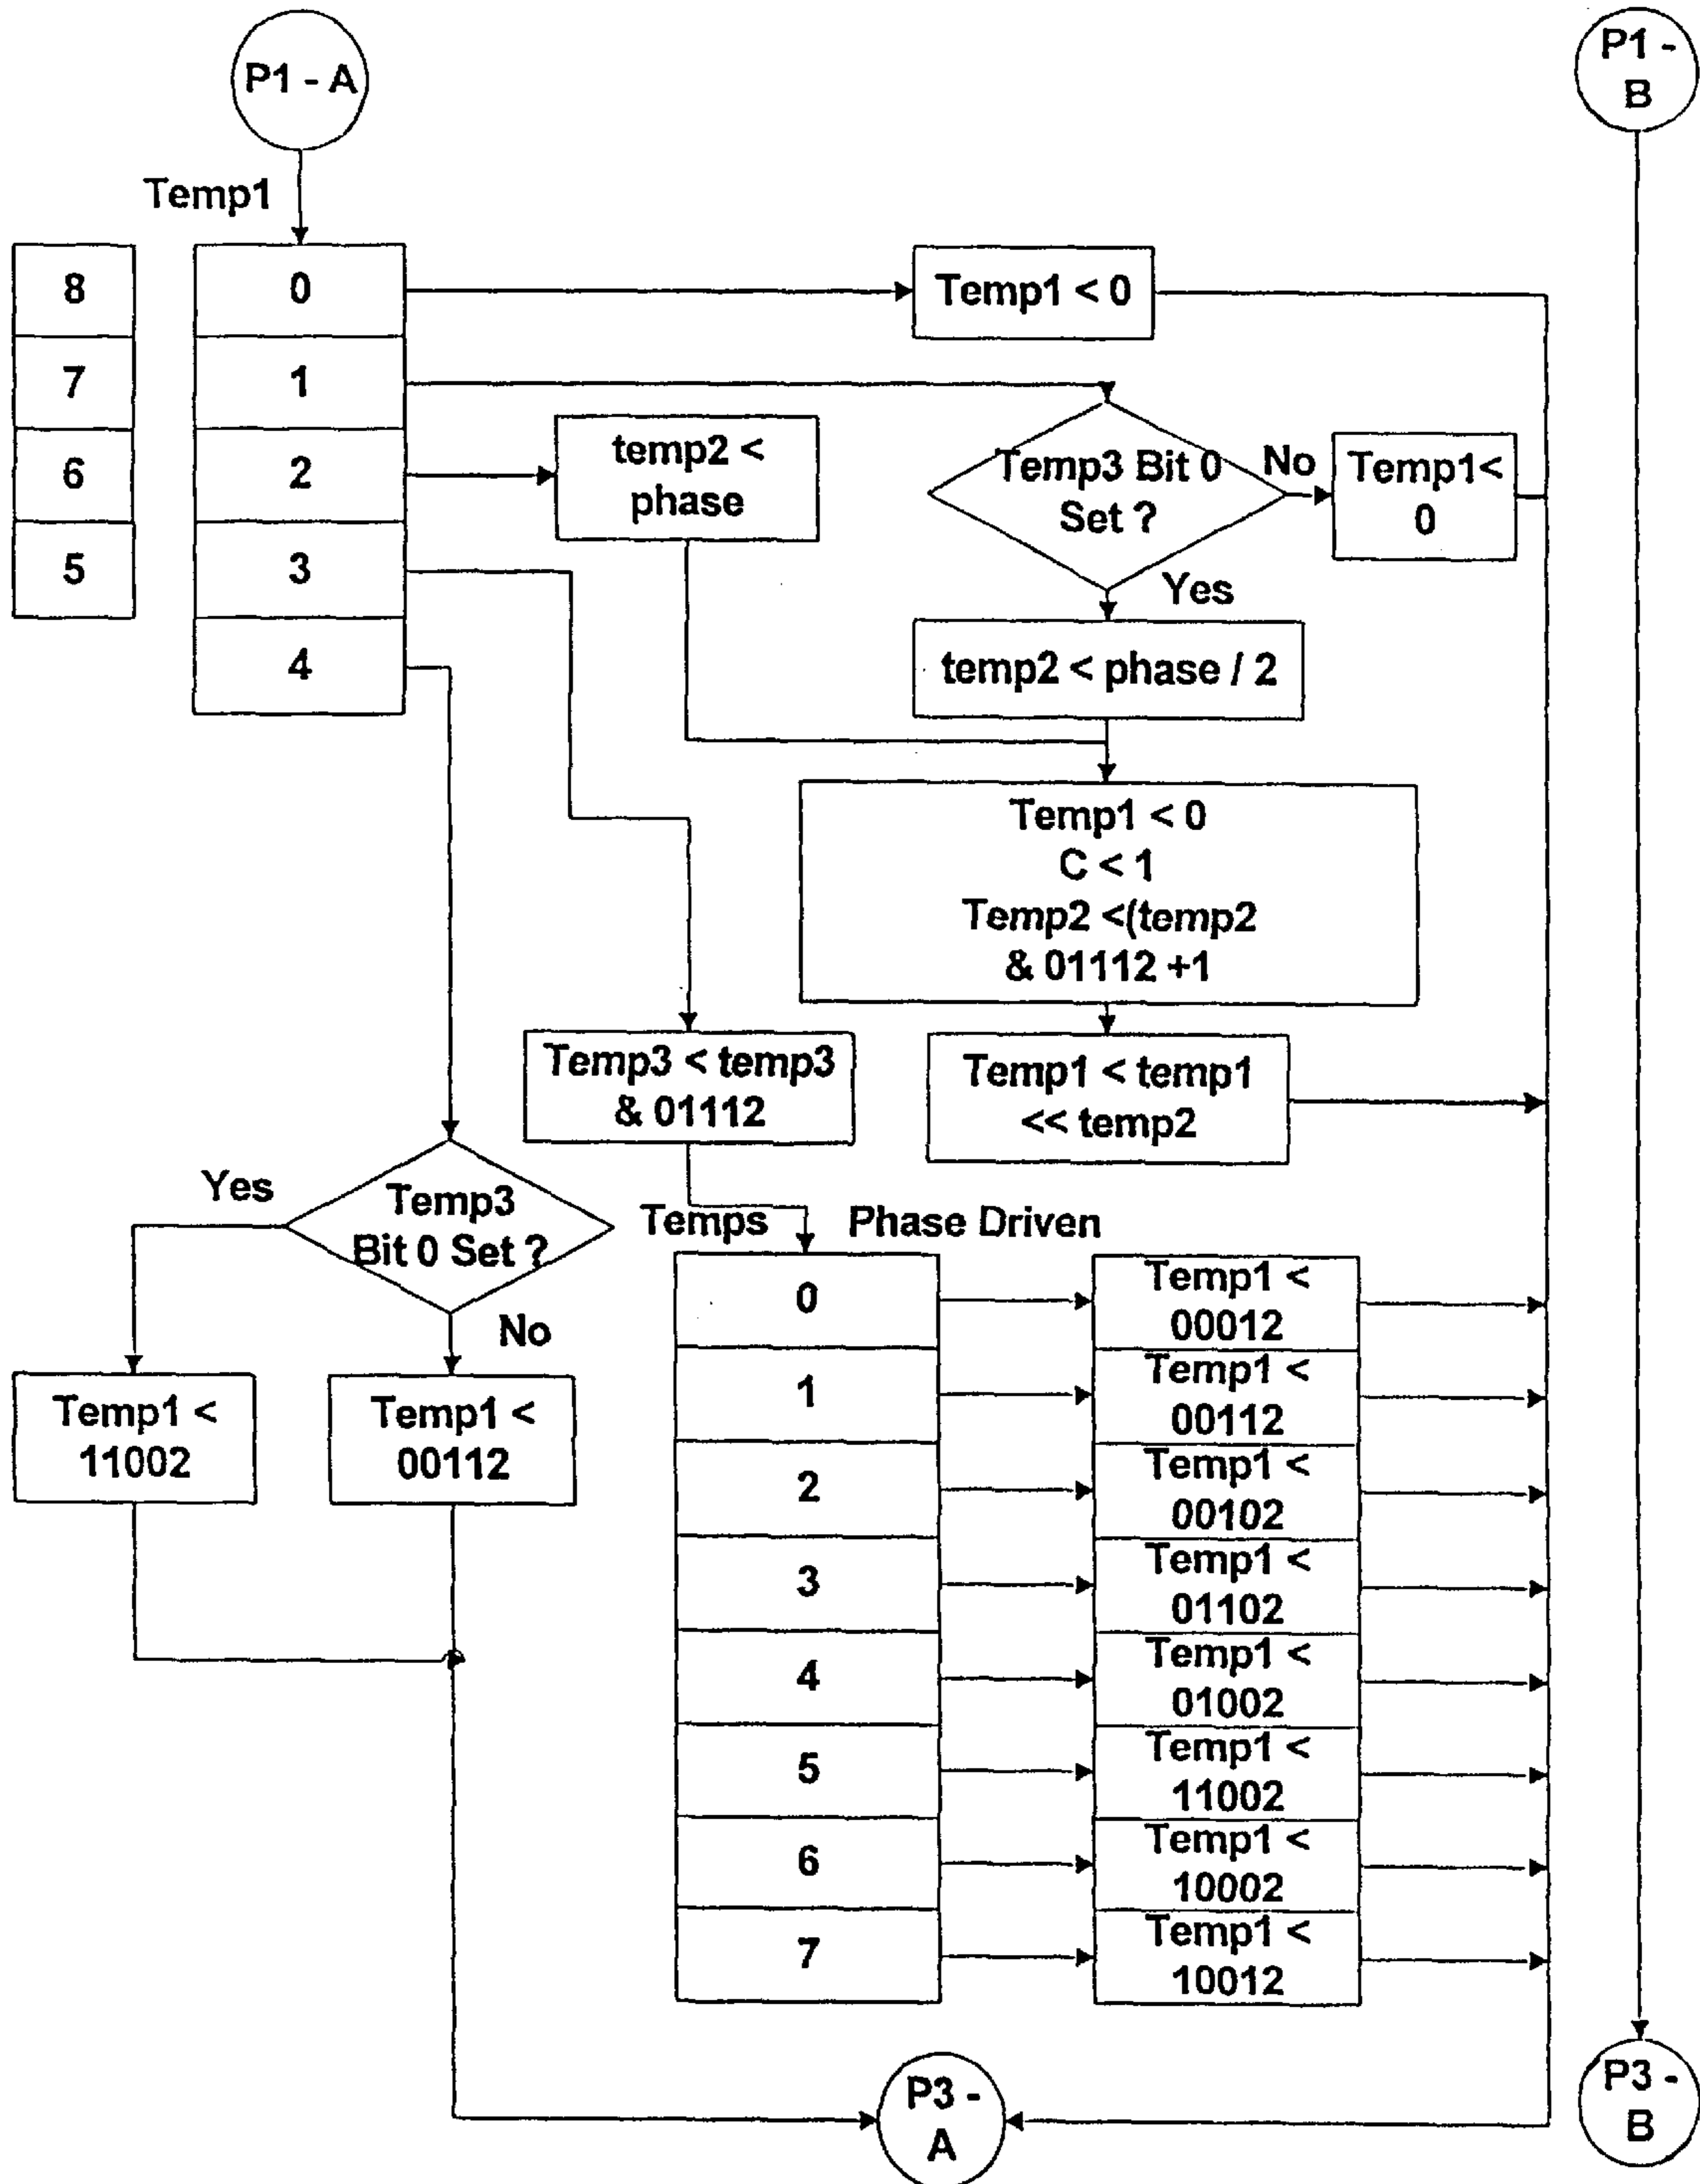 P1 - A
P1 -
B
Temp1
8
7
6
5
0
1
2
3
4
Temp1 < 0
temp2 <
phase
Temp3 Bit 0
Set ?
No
Temp1<
0
Yes
temp2 < phase / 2
Temp1 < 0
C < 1
Temp2 <(temp2
& 01112 +1
Temp3 < temp3
& 01112
Temp1 < temp1
<< temp2
Yes
Temp3
Bit 0 Set ?
No
Temp1 <
11002
Temp1 <
00112
Temps
Phase Driven
0
Temp1 <
00012
1
Temp1 <
00112
2
Temp1 <
00102
3
Temp1 <
01102
4
Temp1 <
01002
5
Temp1 <
11002
6
Temp1 <
10002
7
Temp1 <
10012
P3 -
A
P3 -
B